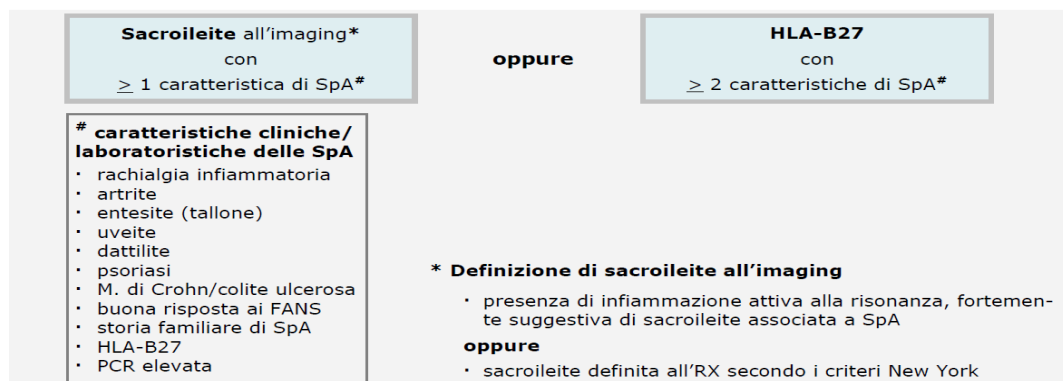 Sacroileite all'imaging*
con
≥ 1 caratteristica di SpA#
oppure
HLA-B27
con
≥ 2 caratteristiche di SpA#
# caratteristiche cliniche/
laboratoristiche delle SpA
· rachialgia infiammatoria
· artrite
· entesite (tallone)
· uveite
· dattilite
· psoriasi
· M. di Crohn/colite ulcerosa
· buona risposta ai FANS
· storia familiare di SpA
· HLA-B27
· PCR elevata
* Definizione di sacroileite all'imaging
· presenza di infiammazione attiva alla risonanza, fortemen-
te suggestiva di sacroileite associata a SpA
oppure
· sacroileite definita all'RX secondo i criteri New York